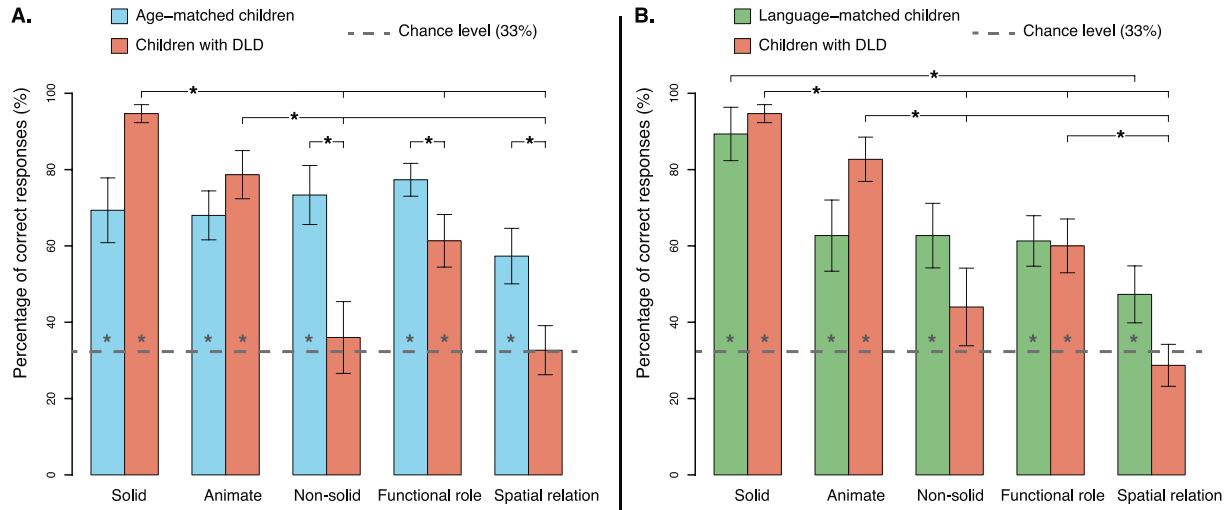 A.
Age–matched children
Children with DLD
Chance level (33%)
Percentage of correct responses (%)
0
20
40
60
80
100
*
*
* * *
* * * * * * * *
Solid Animate Non-solid Functional role Spatial relation
B.
Language–matched children
Children with DLD
Chance level (33%)
Percentage of correct responses (%)
0
20
40
60
80
100
*
*
*
*
* * * * * * * * *
Solid Animate Non-solid Functional role Spatial relation